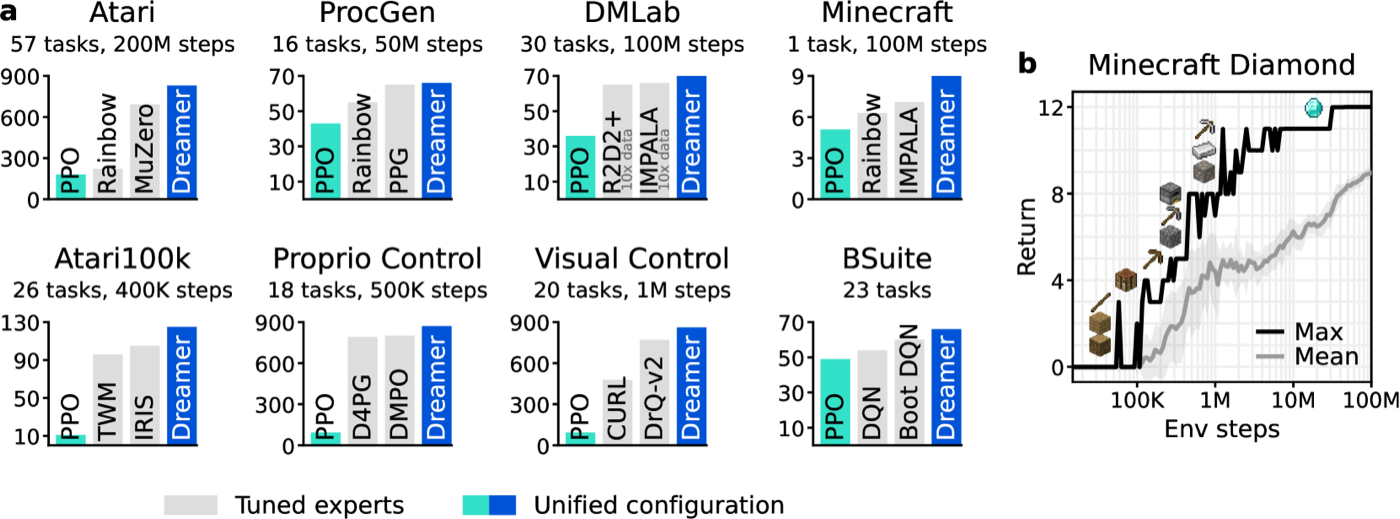 a
Atari
57 tasks, 200M steps
900
600
300
0
PPO
Rainbow
MuZero
Dreamer
ProcGen
16 tasks, 50M steps
70
50
30
10
PPO
Rainbow
PPG
Dreamer
DMLab
30 tasks, 100M steps
70
50
30
10
PPO
R2D2+
10x data
IMPALA
10x data
Dreamer
Minecraft
1 task, 100M steps
9
6
3
0
PPO
Rainbow
IMPALA
Dreamer
Atari100k
26 tasks, 400K steps
130
90
50
10
PPO
TWM
IRIS
Dreamer
Proprio Control
18 tasks, 500K steps
900
600
300
0
PPO
D4PG
DMPO
Dreamer
Visual Control
20 tasks, 1M steps
900
600
300
0
PPO
CURL
DrQ-v2
Dreamer
BSuite
23 tasks
70
50
30
10
PPO
DQN
Boot DQN
Dreamer
Tuned experts
Unified configuration
b
Minecraft Diamond
Return
12
8
4
0
Max
Mean
100K 1M 10M 100M
Env steps